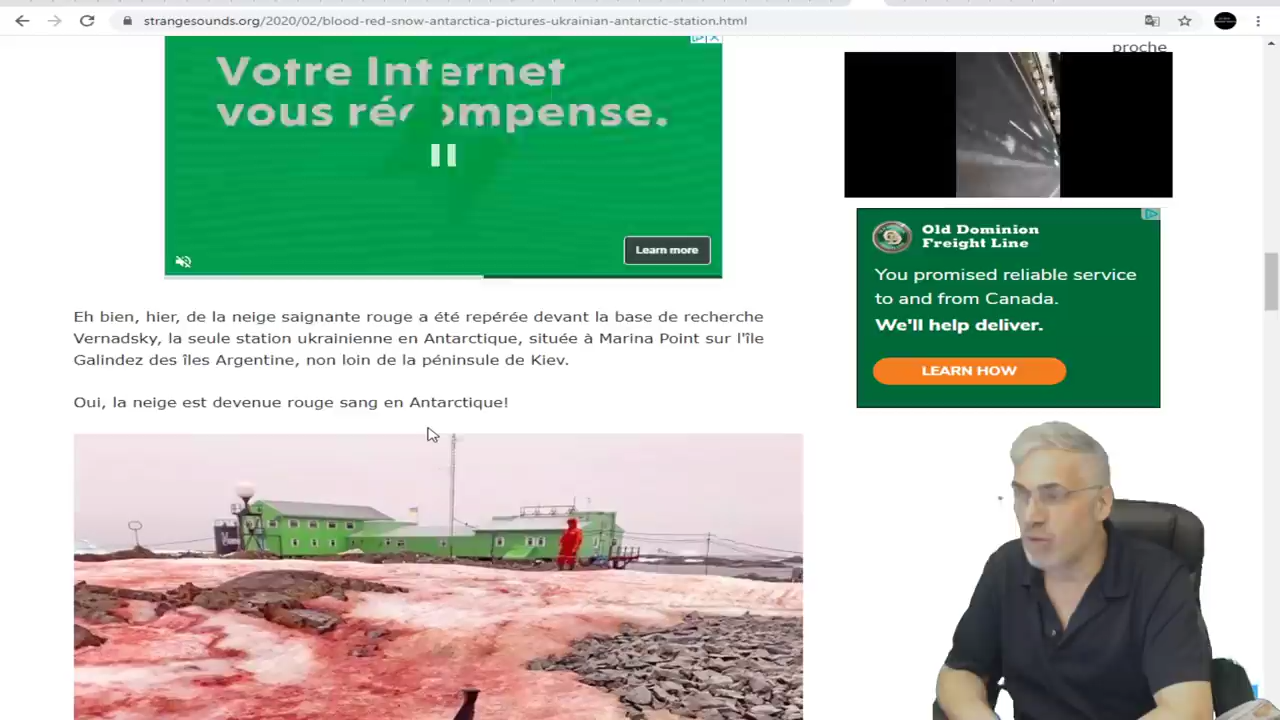 strangesounds.org/2020/02/blood-red-snow-antarctica-pictures-ukrainian-antarctic-station.html
proche
Votre Internet
vous récompense.
Learn more
Old Dominion
Freight Line
You promised reliable service
to and from Canada.
We'll help deliver.
LEARN HOW
Eh bien, hier, de la neige saignante rouge a été repérée devant la base de recherche
Vernadsky, la seule station ukrainienne en Antarctique, située à Marina Point sur l'île
Galindez des îles Argentine, non loin de la péninsule de Kiev.
Oui, la neige est devenue rouge sang en Antarctique!